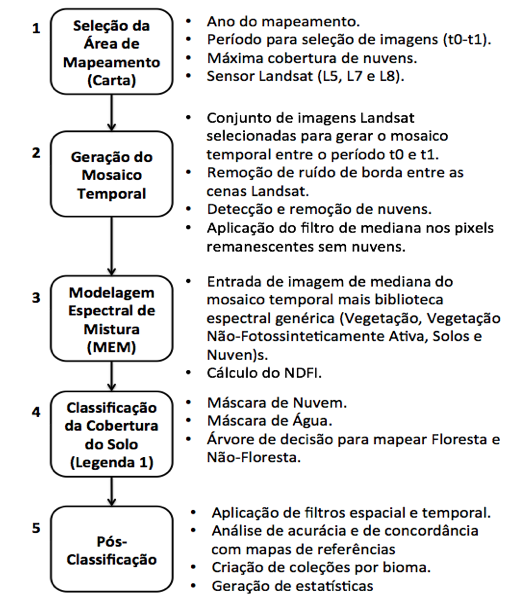 1
Seleção da
Área de
Mapeamento
(Carta)
• Ano do mapeamento.
• Período para seleção de imagens (t0-t1).
• Máxima cobertura de nuvens.
• Sensor Landsat (L5, L7 e L8).
2
Geração do
Mosaico
Temporal
• Conjunto de imagens Landsat
selecionadas para gerar o mosaico
temporal entre o período t0 e t1.
• Remoção de ruído de borda entre as
cenas Landsat.
• Detecção e remoção de nuvens.
• Aplicação do filtro de mediana nos pixels
remanescentes sem nuvens.
3
Modelagem
Espectral de
Mistura
(MEM)
• Entrada de imagem de mediana do
mosaico temporal mais biblioteca
espectral genérica (Vegetação, Vegetação
Não-Fotossinteticamente Ativa, Solos e
Nuven)s.
• Cálculo do NDFI.
4
Classificação
da Cobertura
do Solo
(Legenda 1)
• Máscara de Nuvem.
• Máscara de Água.
• Árvore de decisão para mapear Floresta e
Não-Floresta.
5
Pós-
Classificação
• Aplicação de filtros espacial e temporal.
• Análise de acurácia e de concordância
com mapas de referências
• Criação de coleções por bioma.
• Geração de estatísticas